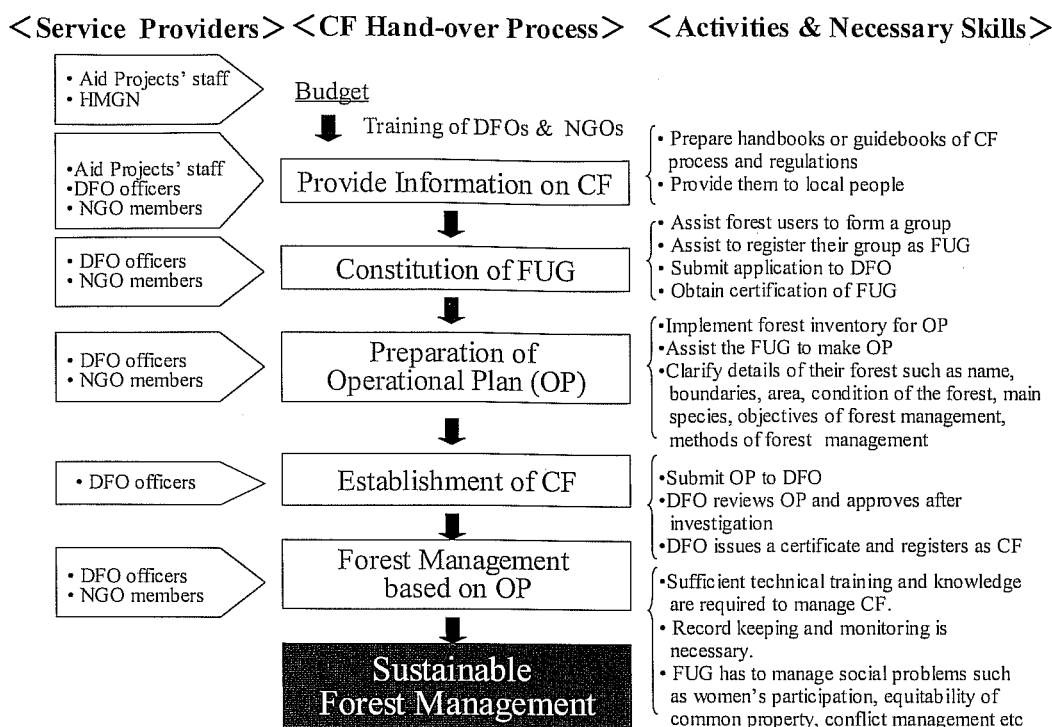 <Service Providers> <CF Hand-over Process> <Activities & Necessary Skills>
• Aid Projects' staff
• HMGN
Budget
Training of DFOs & NGOs
•Aid Projects' staff
•DFO officers
• NGO members
Provide Information on CF
• Prepare handbooks or guidebooks of CF
process and regulations
• Provide them to local people
• DFO officers
• NGO members
Constitution of FUG
• Assist forest users to form a group
• Assist to register their group as FUG
• Submit application to DFO
• Obtain certification of FUG
• DFO officers
• NGO members
Preparation of
Operational Plan (OP)
•Implement forest inventory for OP
•Assist the FUG to make OP
•Clarify details of their forest such as name,
boundaries, area, condition of the forest, main
species, objectives of forest management,
methods of forest management
• DFO officers
Establishment of CF
•Submit OP to DFO
•DFO reviews OP and approves after
investigation
•DFO issues a certificate and registers as CF
• DFO officers
• NGO members
Forest Management
based on OP
•Sufficient technical training and knowledge
are required to manage CF.
• Record keeping and monitoring is
necessary.
• FUG has to manage social problems such
as women's participation, equitability of
common property, conflict management etc
Sustainable
Forest Management